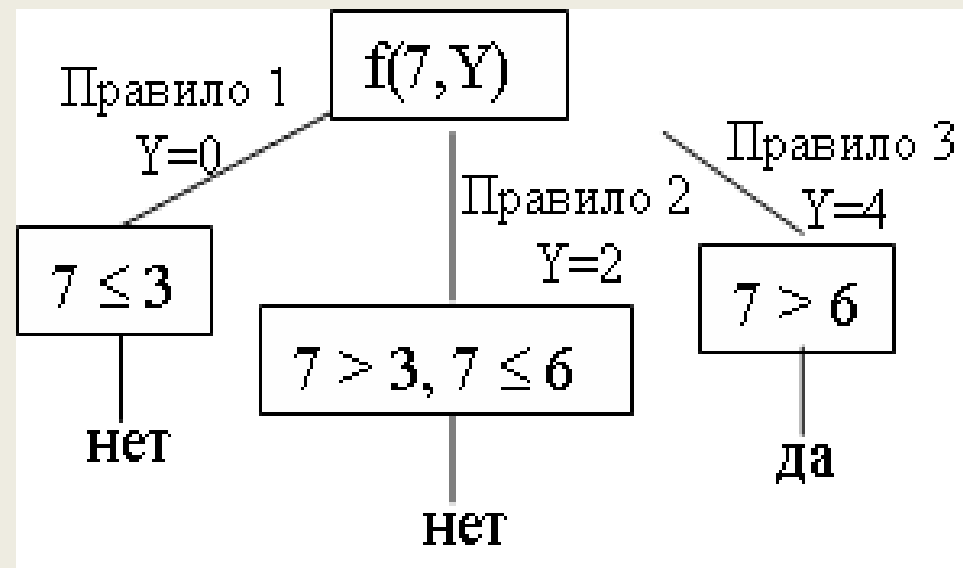 f(7,Y)
Правило 1
Y=0
Правило 2
Y=2
Правило 3
Y=4
7 ≤ 3
7 > 3, 7 ≤ 6
7 > 6
нет
нет
да